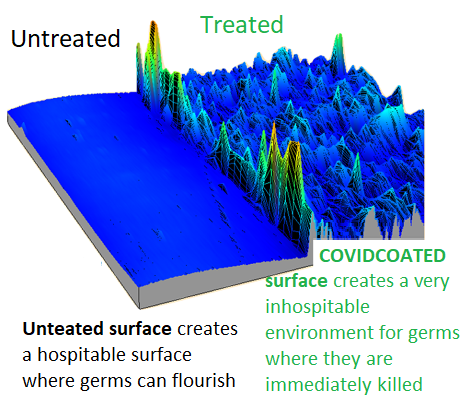 Untreated
Treated
Unteated surface creates
a hospitable surface
where germs can flourish
COVIDCOATED
surface creates a very
inhospitable
environment for germs
where they are
immediately killed